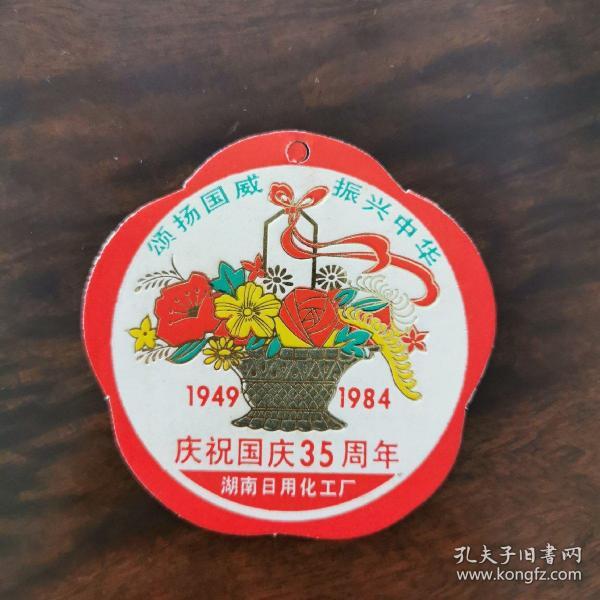 颂扬国威 振兴中华
1949 1984
庆祝国庆35周年
湖南日用化工厂
孔夫子旧书网
www.kongfz.com